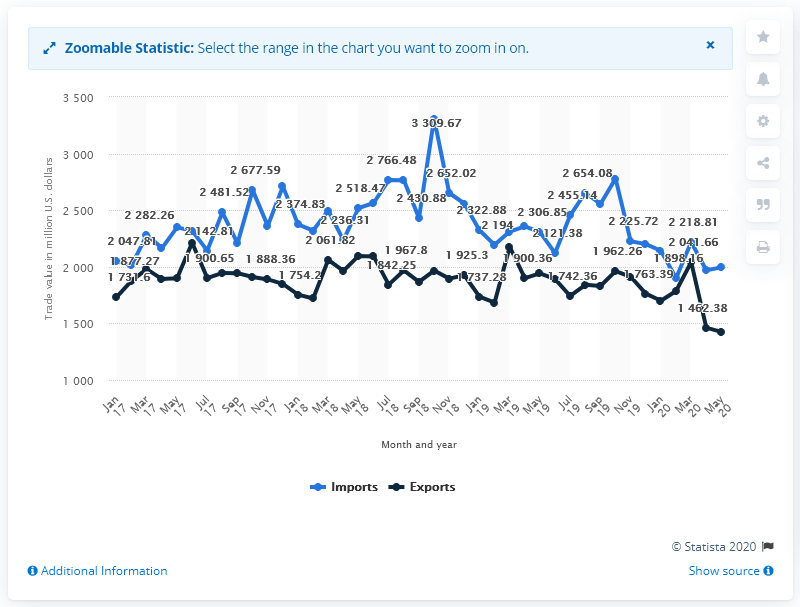 Zoomable Statistic: Select the range in the chart you want to zoom in on.
×
Trade value in million U.S. dollars
3 500
3 000
2 500
2 000
1 500
1 000
3 309.67
2 766.48
2 677.59
2 652.02
2 654.08
2 481.52
2 518.47
2 430.88
2 455.14
2 374.83
2 282.26
2 236.31
2 322.88
2 306.85
2 225.72
2 218.81
2 142.81
2 194
2 121.38
2 047.81
2 061.82
2 041.66
1 877.27
1 900.65
1 888.36
1 967.8
1 925.3
1 900.36
1 962.26
1 898.16
1 731.6
1 754.2
1 842.25
1 737.28
1 742.36
1 763.39
1 462.38
Jan 17
Mar 17
May 17
Jul 17
Sep 17
Nov 17
Jan 18
Mar 18
May 18
Jul 18
Sep 18
Nov 18
Jan 19
Mar 19
May 19
Jul 19
Sep 19
Nov 19
Jan 20
Mar 20
May 20
Month and year
Imports
Exports
© Statista 2020
Additional Information
Show source